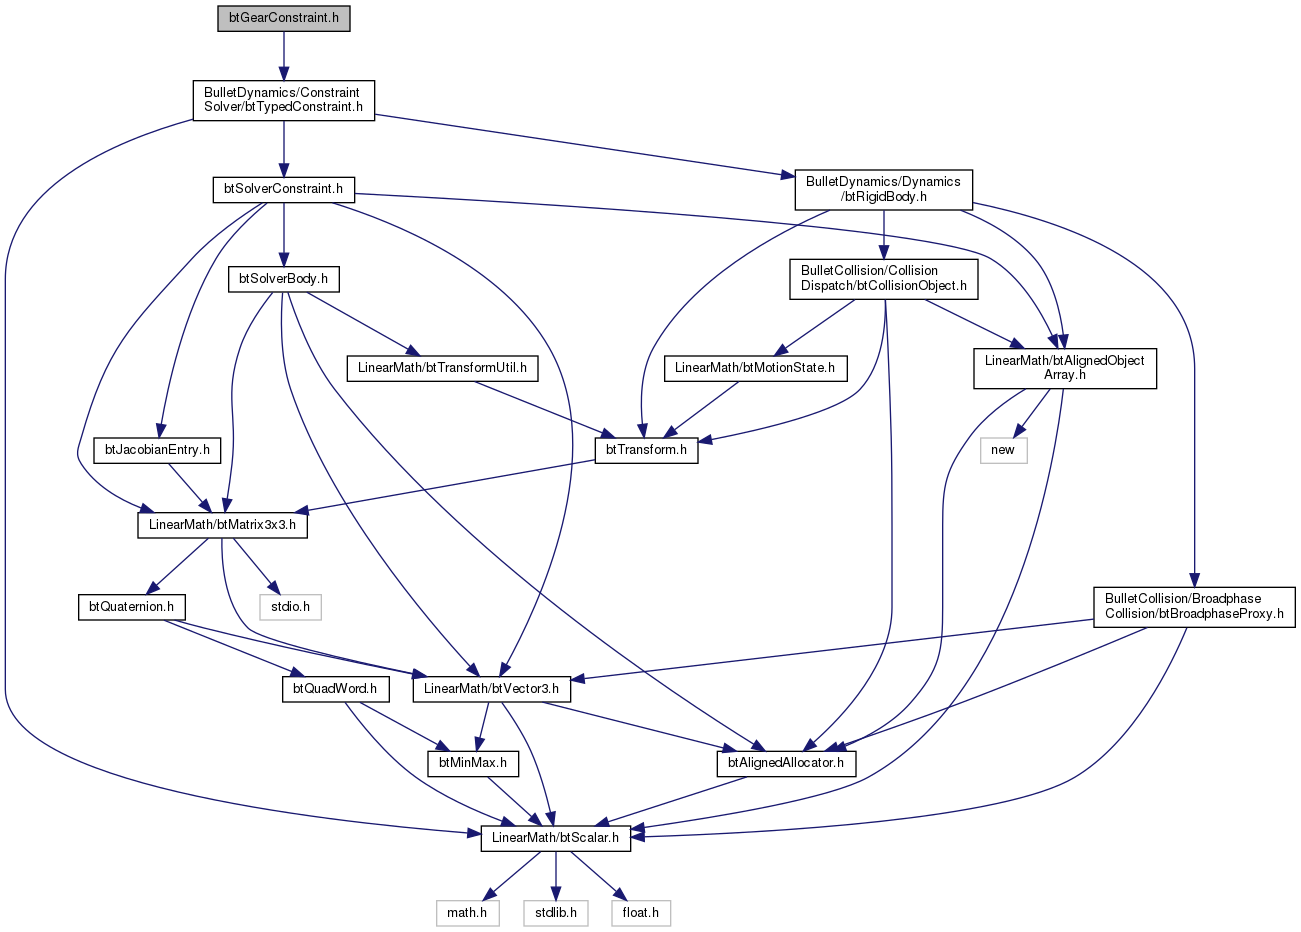 btGearConstraint.h
BulletDynamics/Constraint
Solver/btTypedConstraint.h
btSolverConstraint.h
BulletDynamics/Dynamics
/btRigidBody.h
btSolverBody.h
BulletCollision/Collision
Dispatch/btCollisionObject.h
LinearMath/btTransformUtil.h
LinearMath/btMotionState.h
LinearMath/btAlignedObject
Array.h
btJacobianEntry.h
btTransform.h
new
LinearMath/btMatrix3x3.h
btQuaternion.h
stdio.h
BulletCollision/Broadphase
Collision/btBroadphaseProxy.h
btQuadWord.h
LinearMath/btVector3.h
btMinMax.h
btAlignedAllocator.h
LinearMath/btScalar.h
math.h
stdlib.h
float.h